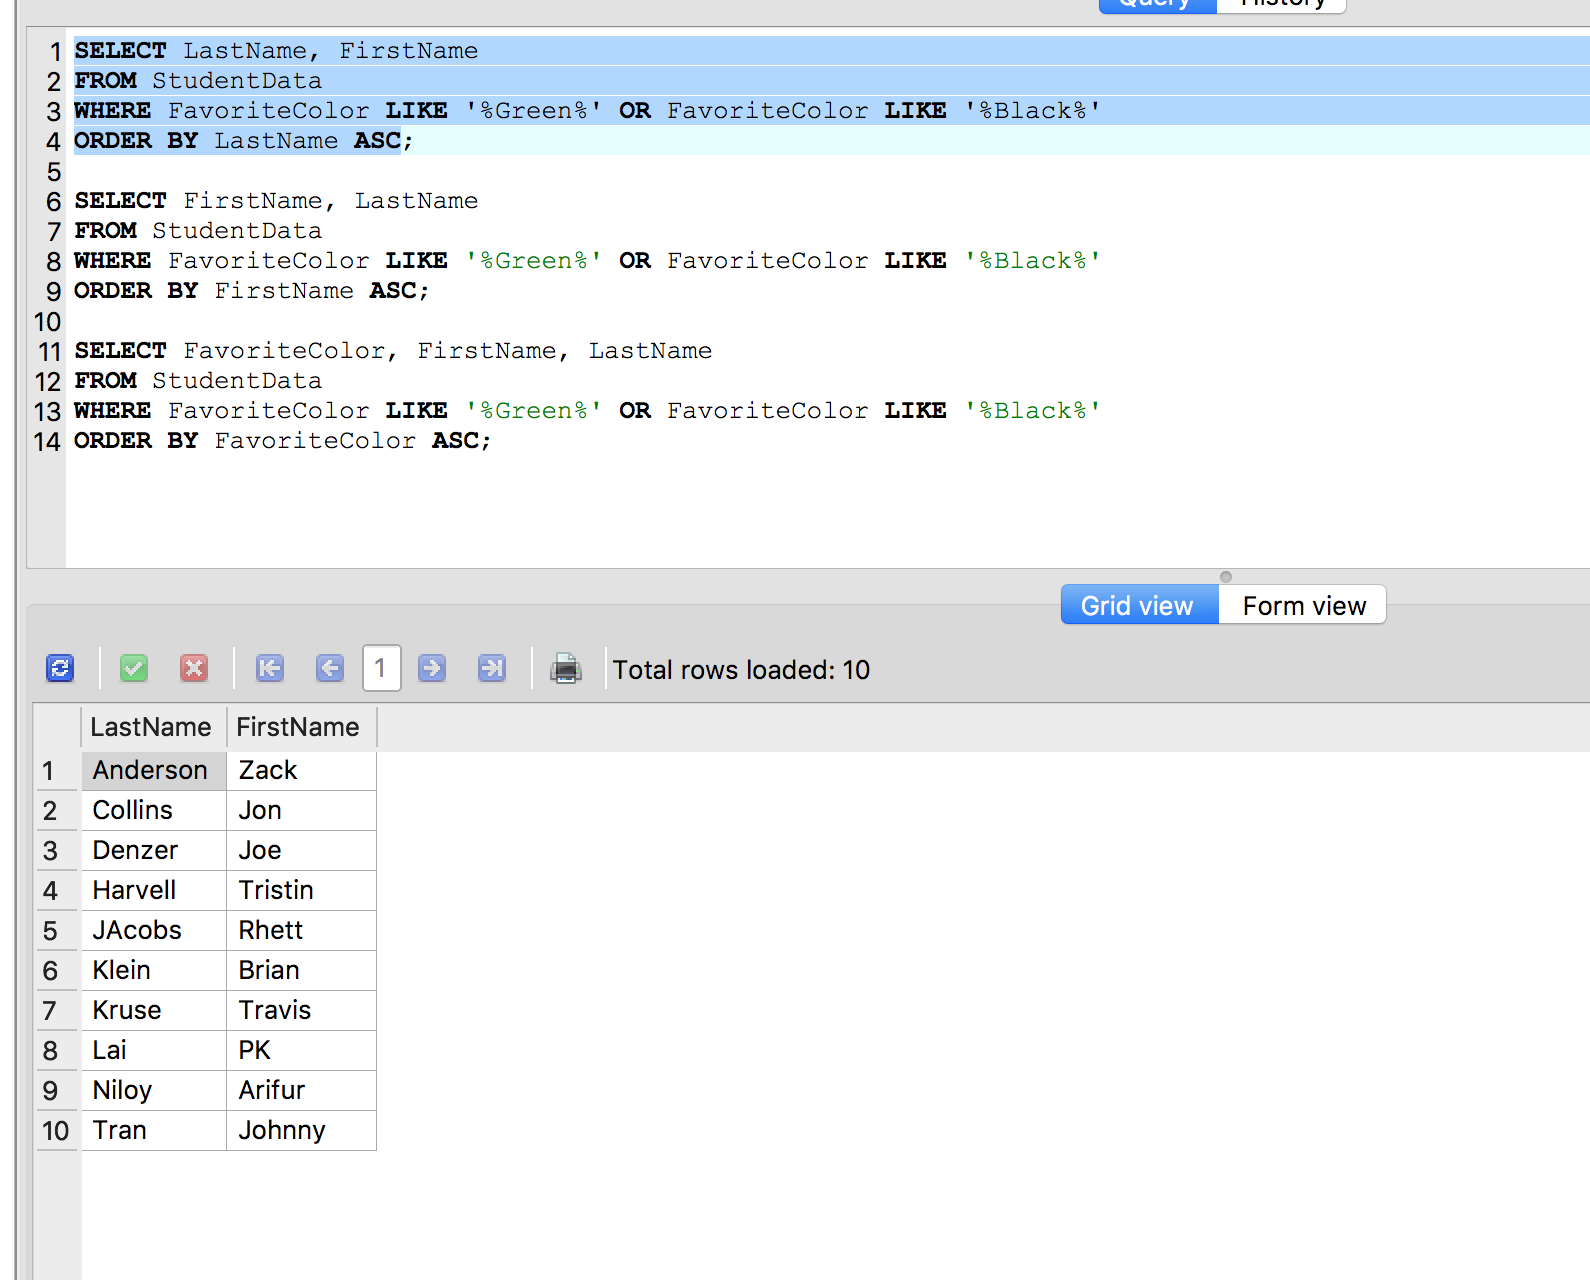 Query History
1 SELECT LastName, FirstName
2 FROM StudentData
3 WHERE FavoriteColor LIKE '%Green%' OR FavoriteColor LIKE '%Black%'
4 ORDER BY LastName ASC;
5
6 SELECT FirstName, LastName
7 FROM StudentData
8 WHERE FavoriteColor LIKE '%Green%' OR FavoriteColor LIKE '%Black%'
9 ORDER BY FirstName ASC;
10
11 SELECT FavoriteColor, FirstName, LastName
12 FROM StudentData
13 WHERE FavoriteColor LIKE '%Green%' OR FavoriteColor LIKE '%Black%'
14 ORDER BY FavoriteColor ASC;
Grid view Form view
1 Total rows loaded: 10
LastName FirstName
1 Anderson Zack
2 Collins Jon
3 Denzer Joe
4 Harvell Tristin
5 JAcobs Rhett
6 Klein Brian
7 Kruse Travis
8 Lai PK
9 Niloy Arifur
10 Tran Johnny